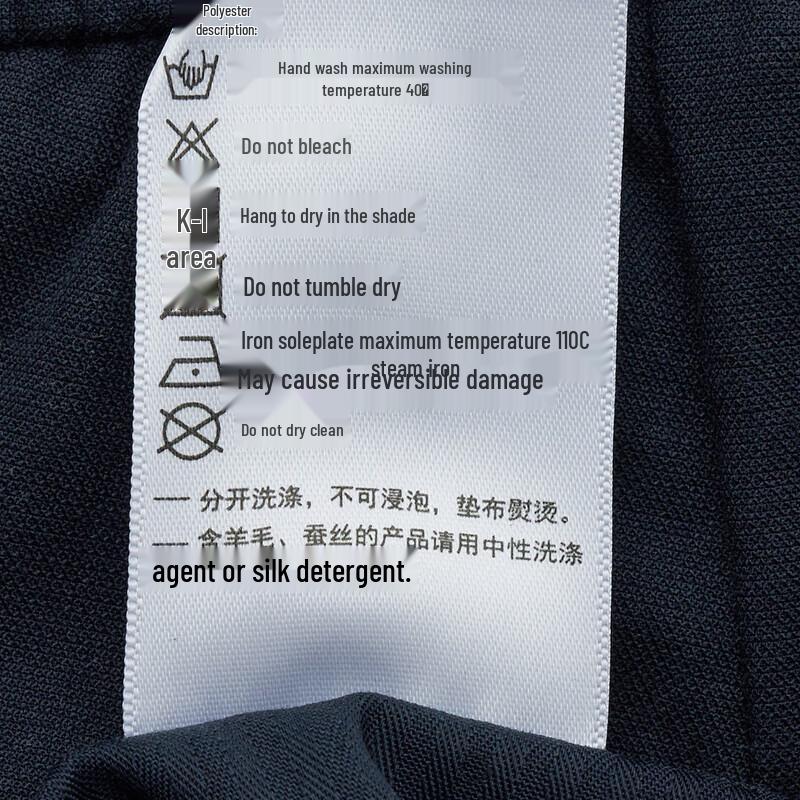 Polyester
description:
Hand wash maximum washing
temperature 40
Do not bleach
Hang to dry in the shade
K-I
area
Do not tumble dry
Iron soleplate maximum temperature 110C
steam iron
May cause irreversible damage
Do not dry clean
— 分开洗涤，不可浸泡，垫布熨烫。
— 含羊毛、蚕丝的产品请用中性洗涤
agent or silk detergent.